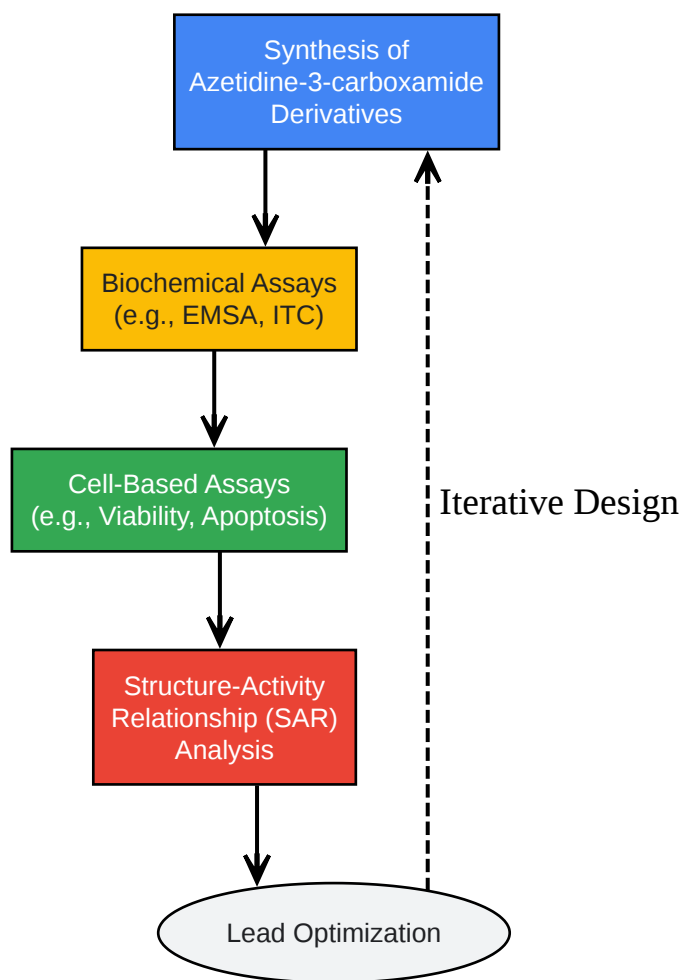 Synthesis of
Azetidine-3-carboxamide
Derivatives
Biochemical Assays
(e.g., EMSA, ITC)
Cell-Based Assays
(e.g., Viability, Apoptosis)
Iterative Design
Structure-Activity
Relationship (SAR)
Analysis
Lead Optimization